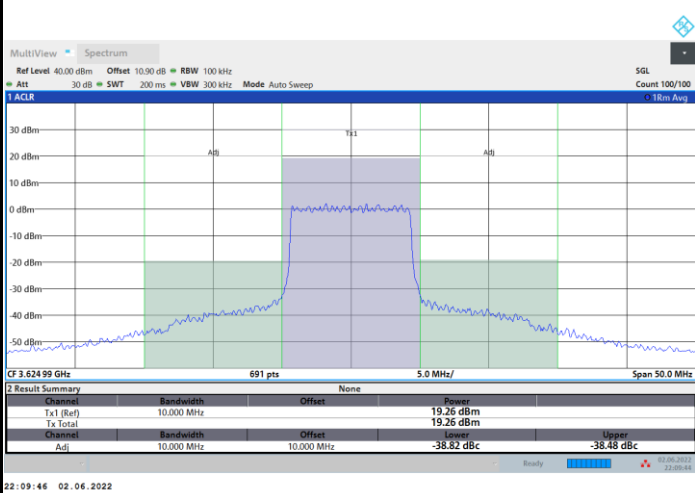 MultiView Spectrum
Ref Level 40.00 dBm Offset 10.90 dB RBW 100 kHz SGL
Att 30 dB SWT 200 ms VBW 300 kHz Mode Auto Sweep Count 100/100
1 ACLR 1Rm Avg
30 dBm
Tx1
20 dBm Adj Adj
10 dBm
0 dBm
-10 dBm
-20 dBm
-30 dBm
-40 dBm
-50 dBm
CF 3.624 99 GHz 691 pts 5.0 MHz/ Span 50.0 MHz
2 Result Summary None
Channel Bandwidth Offset Power
Tx1 (Ref) 10.000 MHz 19.26 dBm
Tx Total 19.26 dBm
Channel Bandwidth Offset Lower Upper
Adj 10.000 MHz 10.000 MHz -38.82 dBc -38.48 dBc
Ready 02.06.2022
22:09:44
22:09:46 02.06.2022